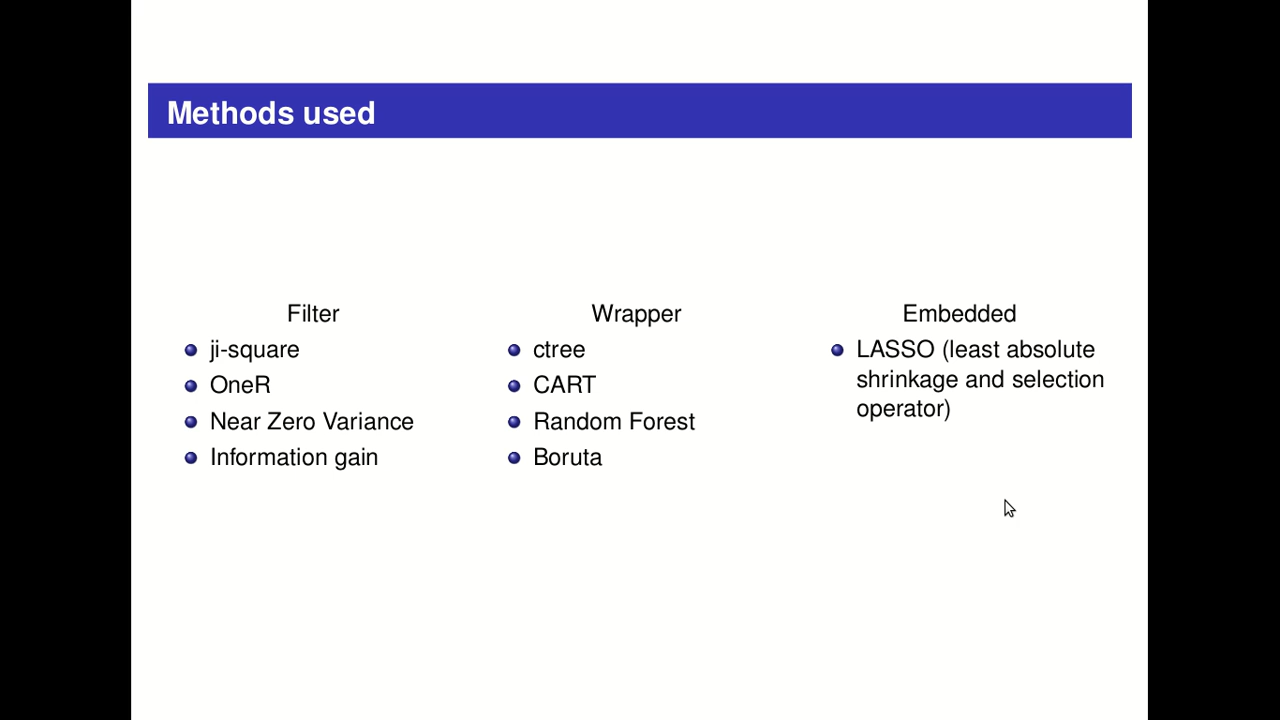 Methods used
Filter
ji-square
OneR
Near Zero Variance
Information gain
Wrapper
ctree
CART
Random Forest
Boruta
Embedded
LASSO (least absolute
shrinkage and selection
operator)